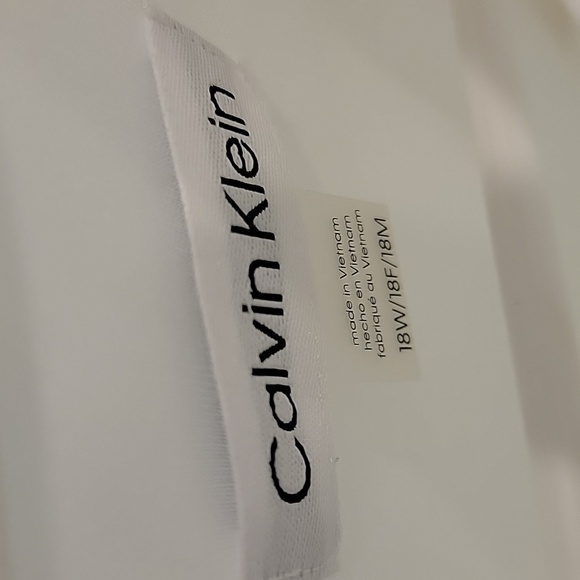 Calvin Klein
made in Vietnam
hecho en Vietnam
fabriqué au Vietnam
18W/18F/18M